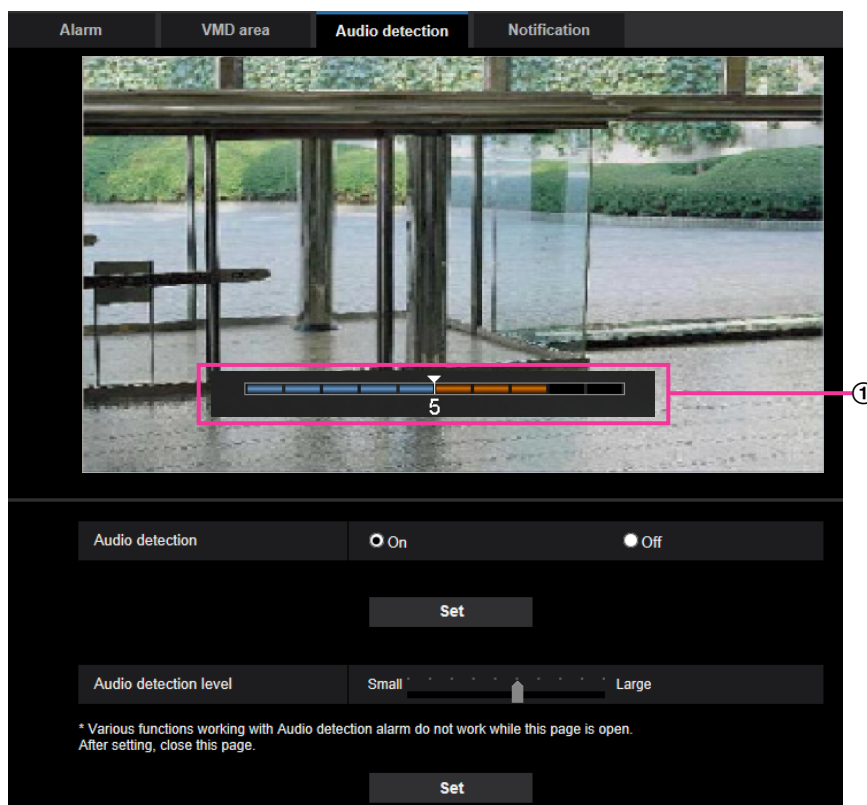 Alarm VMD area Audio detection Notification
5
①
Audio detection On Off
Set
Audio detection level Small Large
* Various functions working with Audio detection alarm do not work while this page is open.
After setting, close this page.
Set